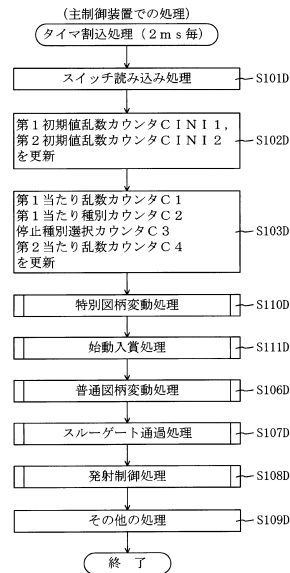 (主制御装置での処理)
タイマ割込処理(2ms毎)
スイッチ読み込み処理
S101D
第1初期値乱数カウンタCINI1,
第2初期値乱数カウンタCINI2
を更新
S102D
第1当たり乱数カウンタC1
第1当たり種別カウンタC2
停止種別選択カウンタC3
第2当たり乱数カウンタC4
を更新
S103D
特別図柄変動処理
S110D
始動入賞処理
S111D
普通図柄変動処理
S106D
スルーゲート通過処理
S107D
発射制御処理
S108D
その他の処理
S109D
終 了